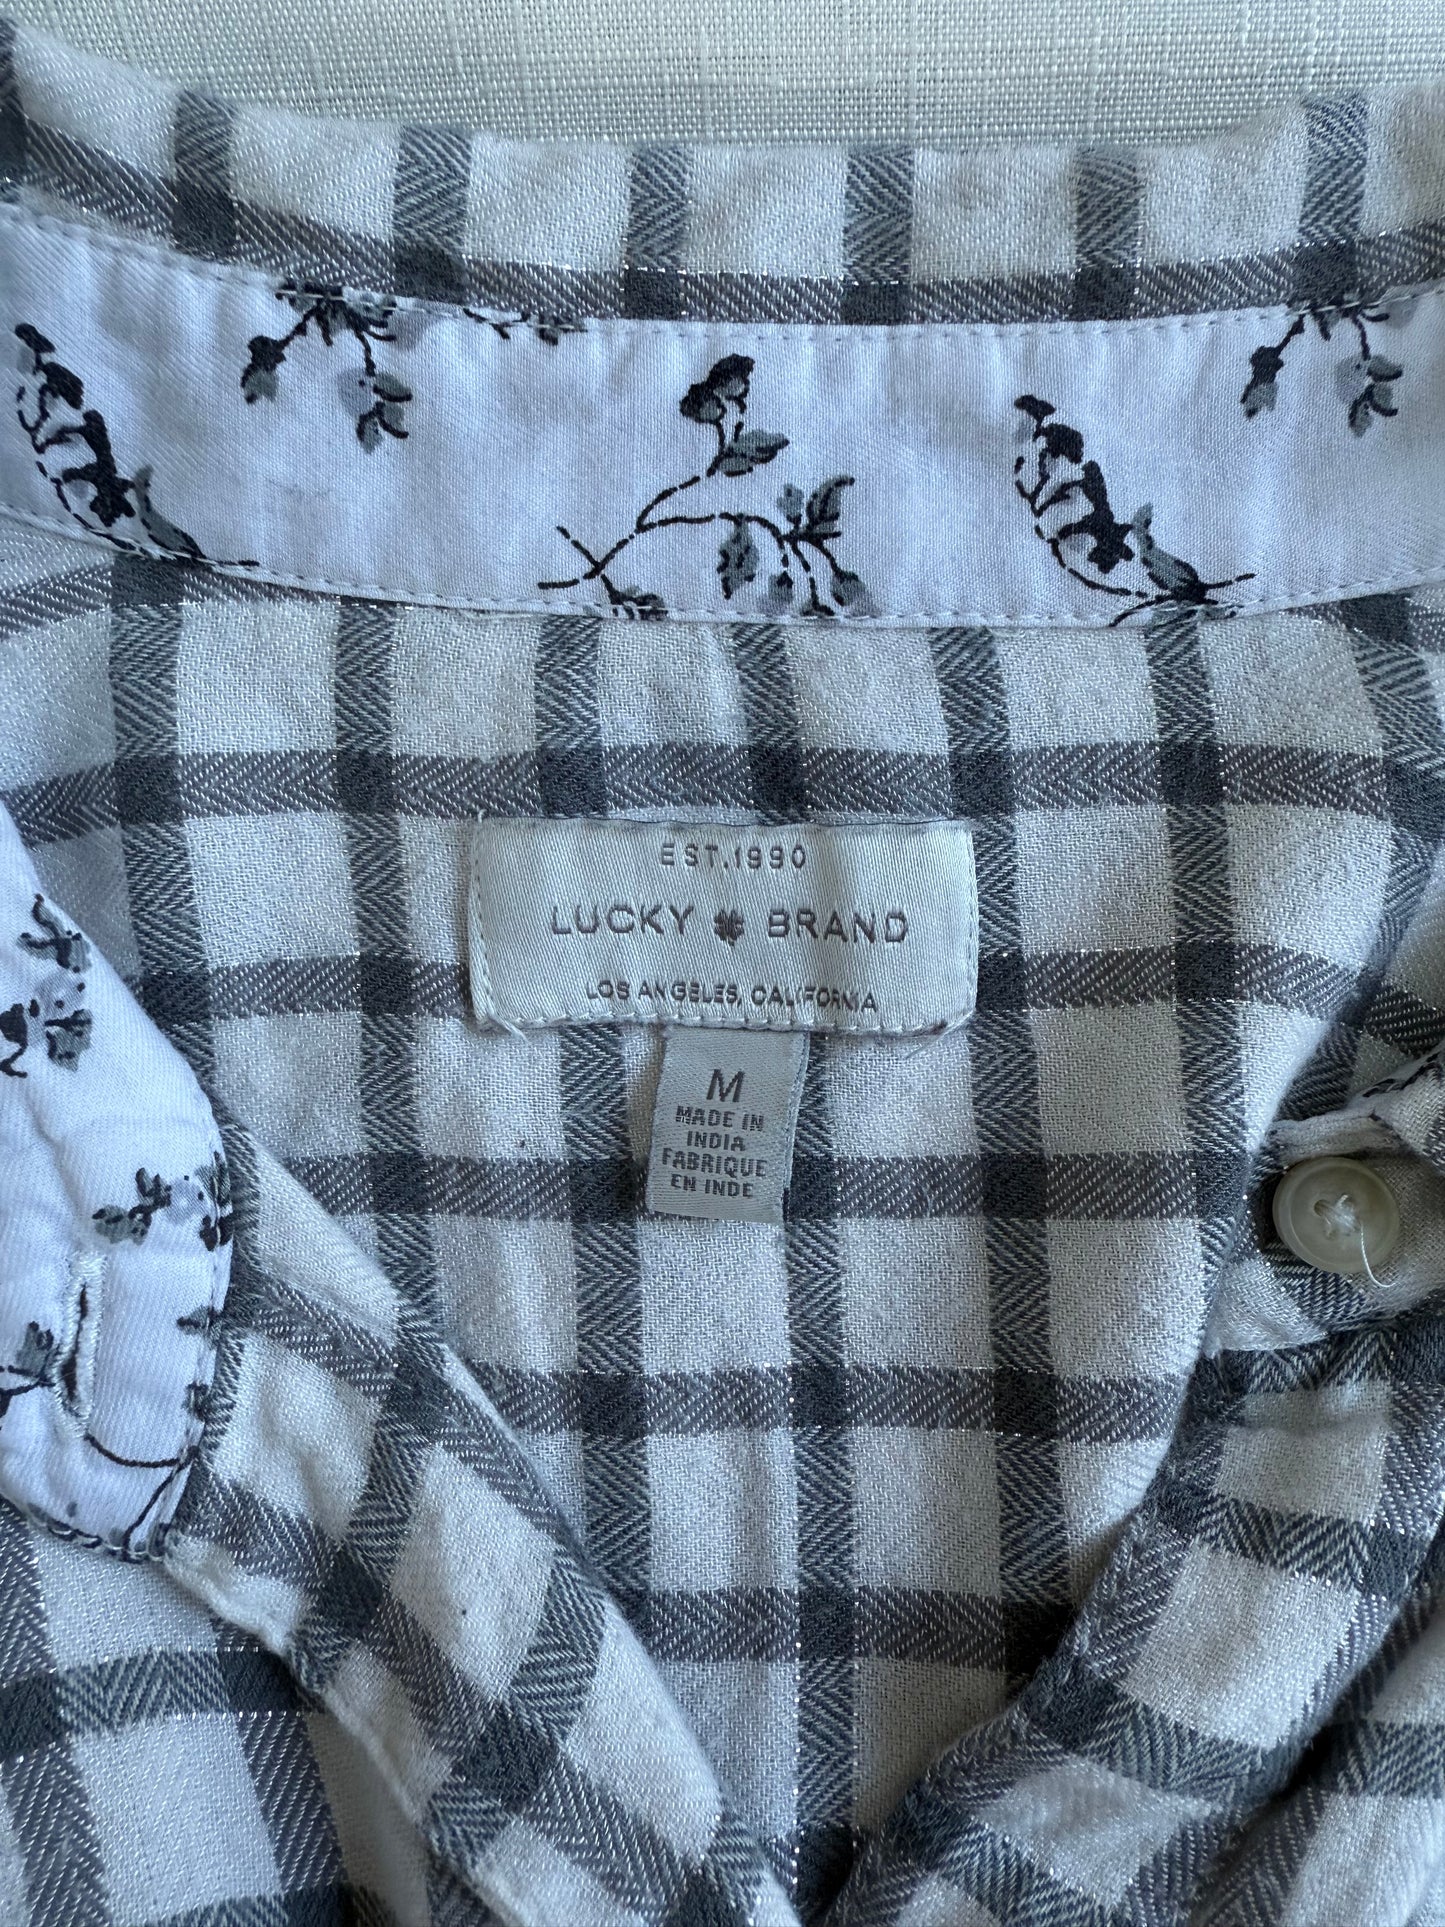 EST.1990
LUCKY BRAND
LOS ANGELES, CALIFORNIA
M
MADE IN
INDIA
FABRIQUE
EN INDE